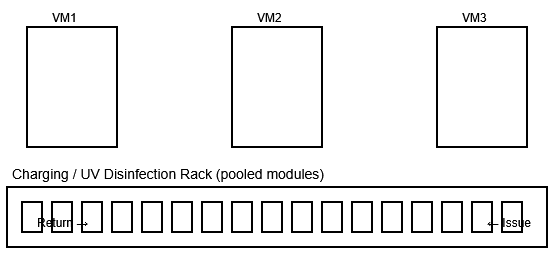 VM1 VM2 VM3
Charging / UV Disinfection Rack (pooled modules)
Return → ← Issue